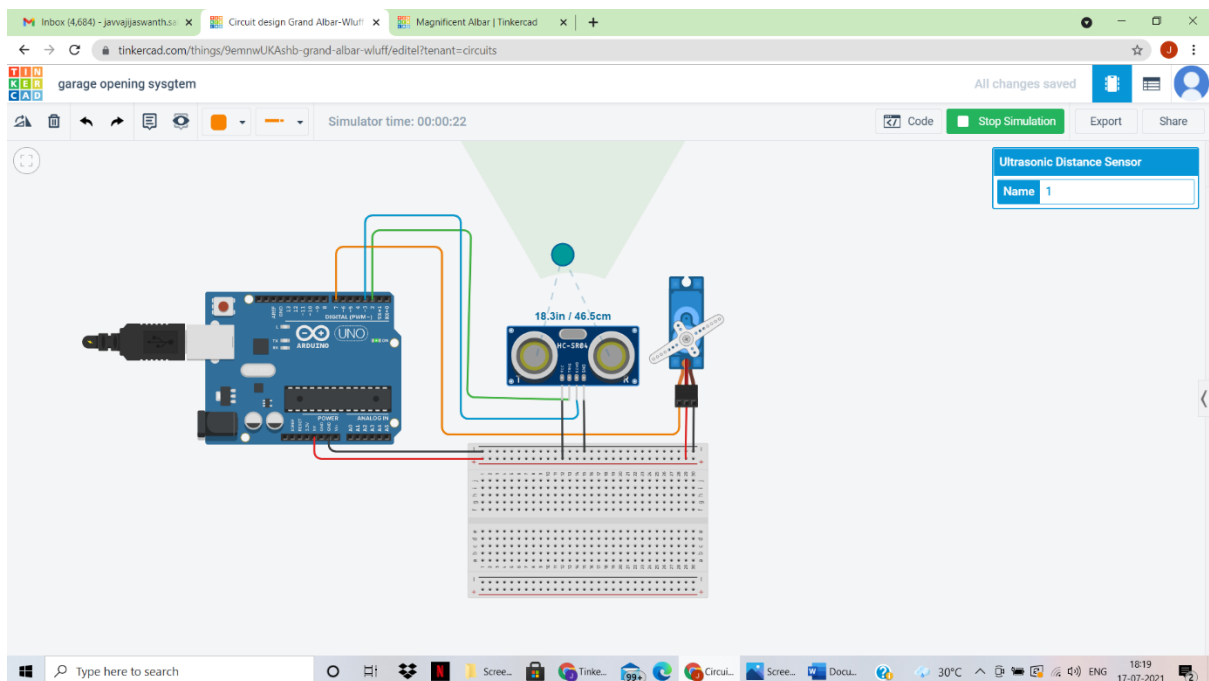 Inbox (4,684) - javvajijaswanth.sa
Circuit design Grand Albar-Wluff
Magnificent Albar | Tinkercad
tinkercad.com/things/9emnwUKAshb-grand-albar-wluff/editel?tenant=circuits
J
TIN
KER
CAD
garage opening sysgtem
All changes saved
Simulator time: 00:00:22
Code
Stop Simulation
Export
Share
Ultrasonic Distance Sensor
Name 1
18.3in / 46.5cm
HC-SR04
T R
DIGITAL (PWM~)
UNO
ARDUINO
POWER ANALOG IN
Type here to search
N
Scree...
Tinke...
99+
Circui...
Scree...
Docu...
30°C
ENG
18:19
17-07-2021
2